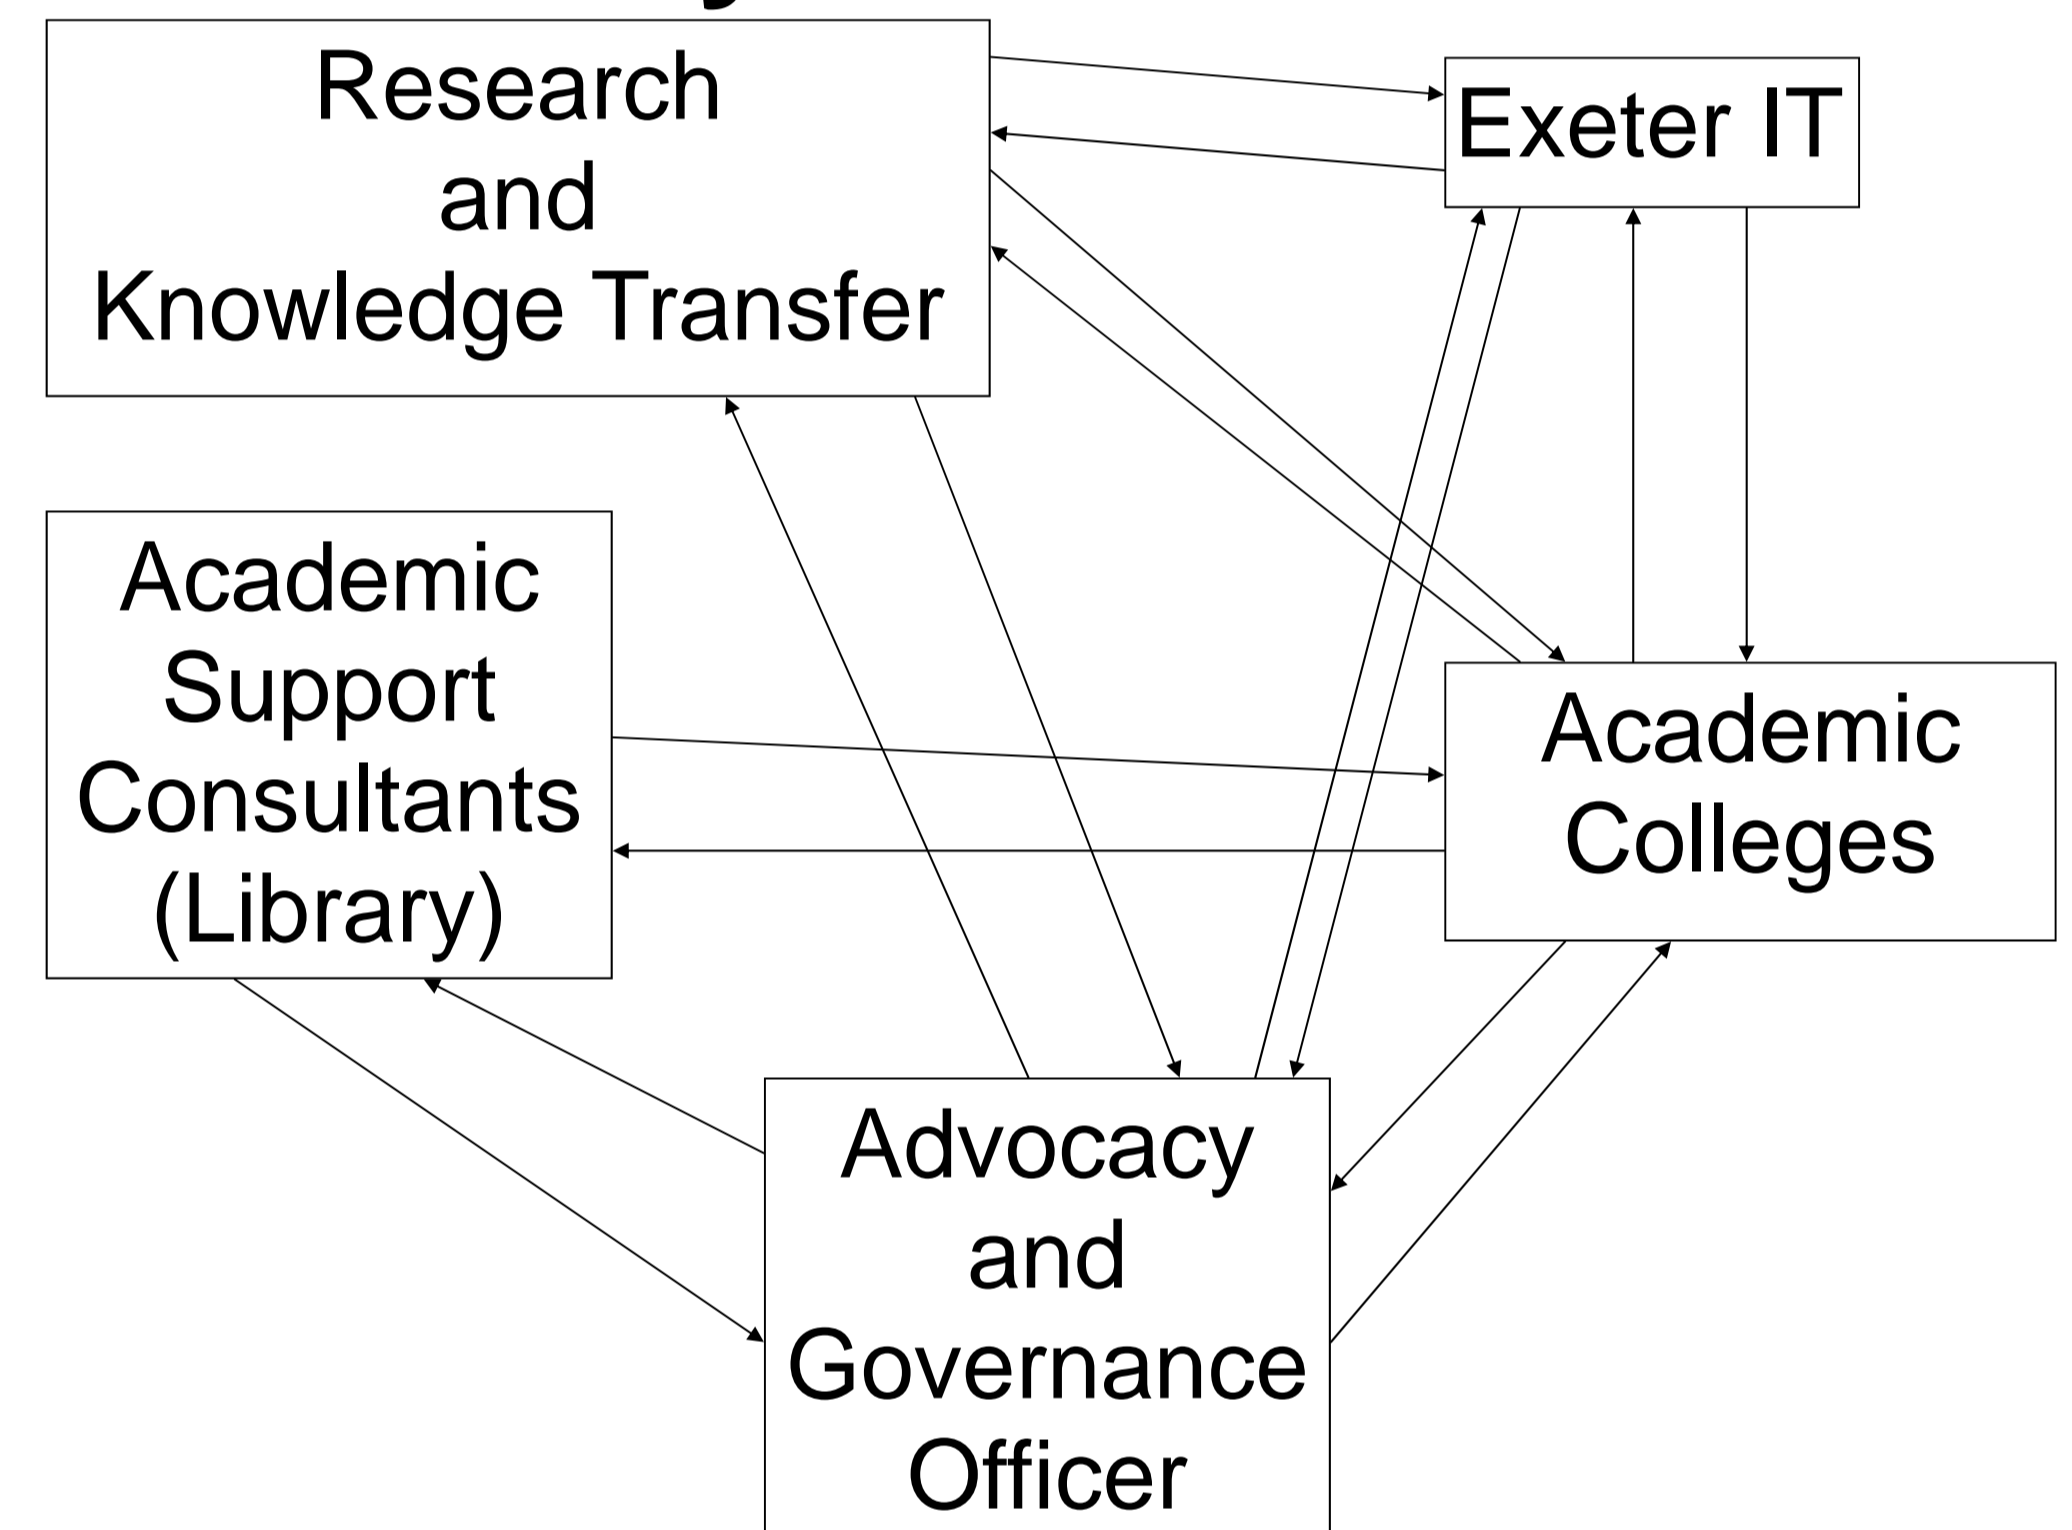 Research
and
Knowledge Transfer
Exeter IT
Academic
Support
Consultants
(Library)
Academic
Colleges
Advocacy
and
Governance
Officer